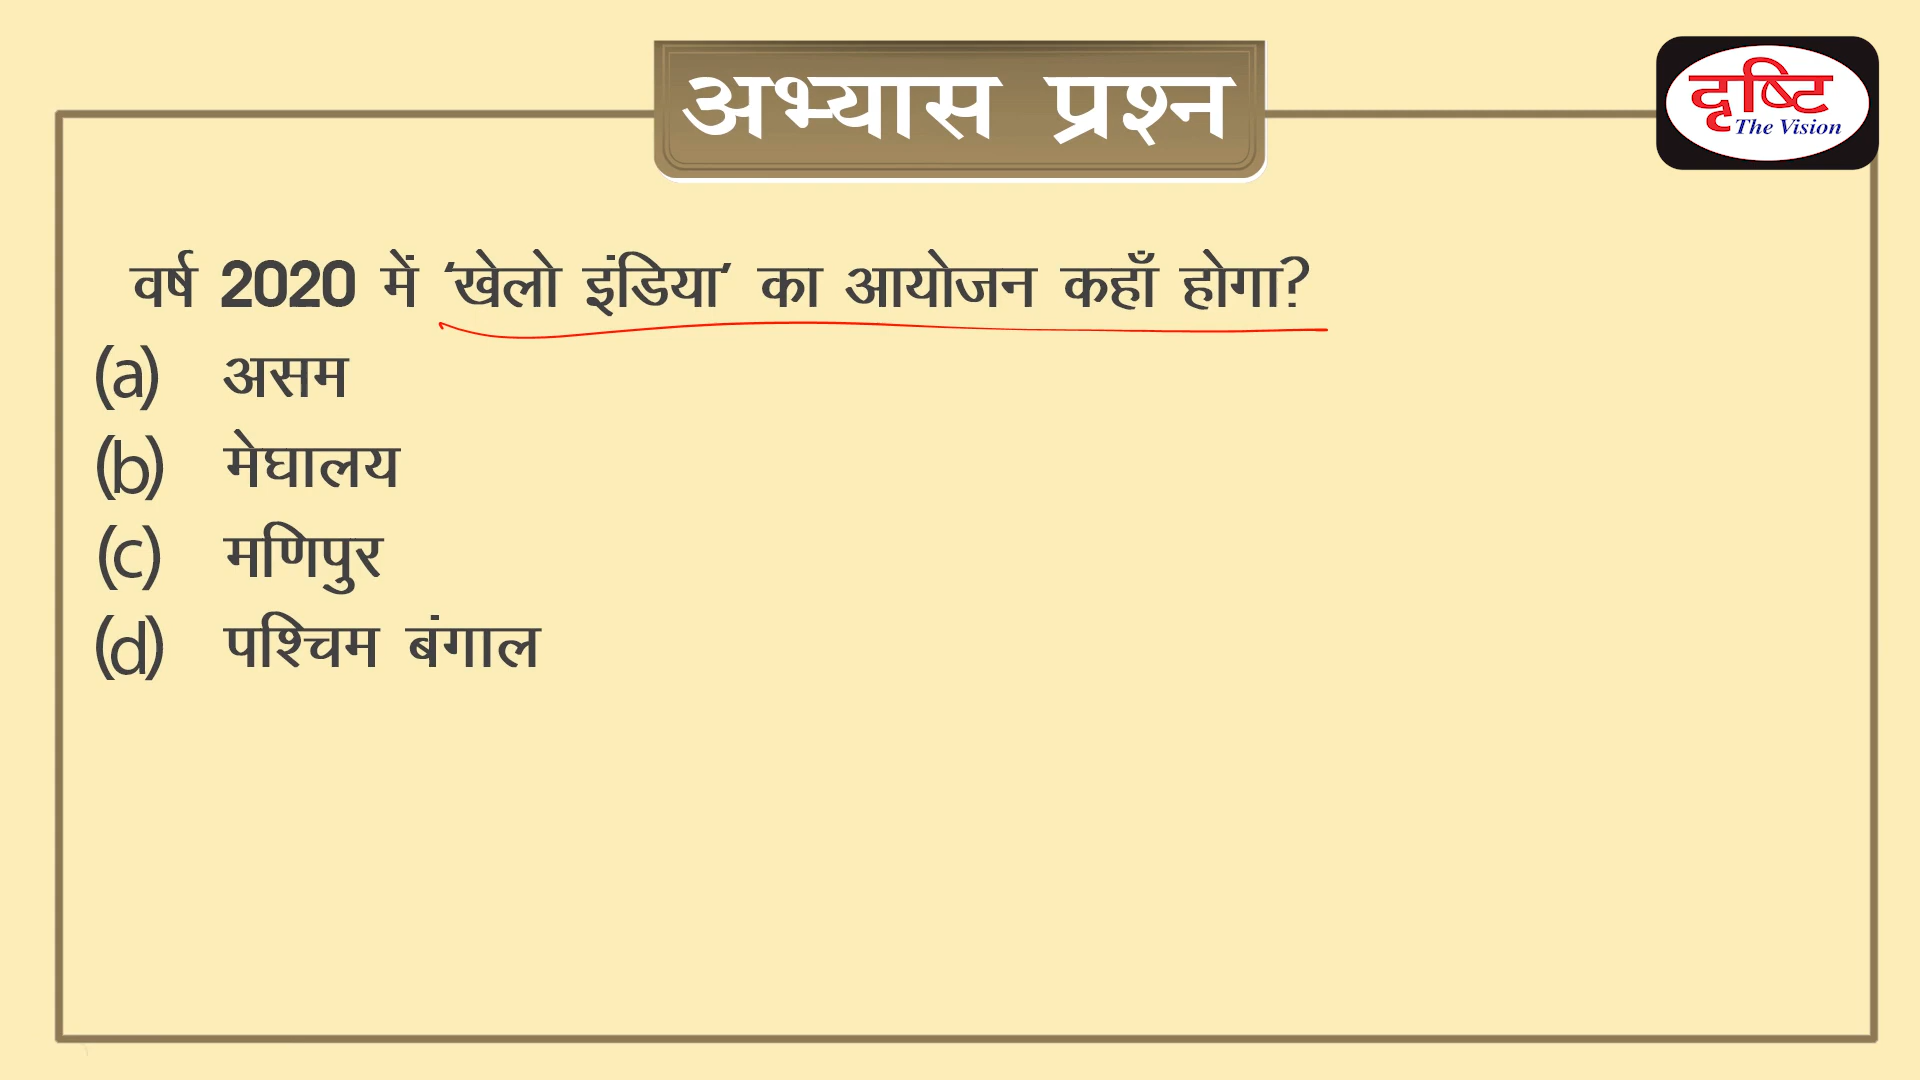 अभ्यास प्रश्न
दृष्टि
The Vision
वर्ष 2020 में ‘खेलो इंडिया’ का आयोजन कहाँ होगा?
(a) असम
(b) मेघालय
(c) मणिपुर
(d) पश्चिम बंगाल